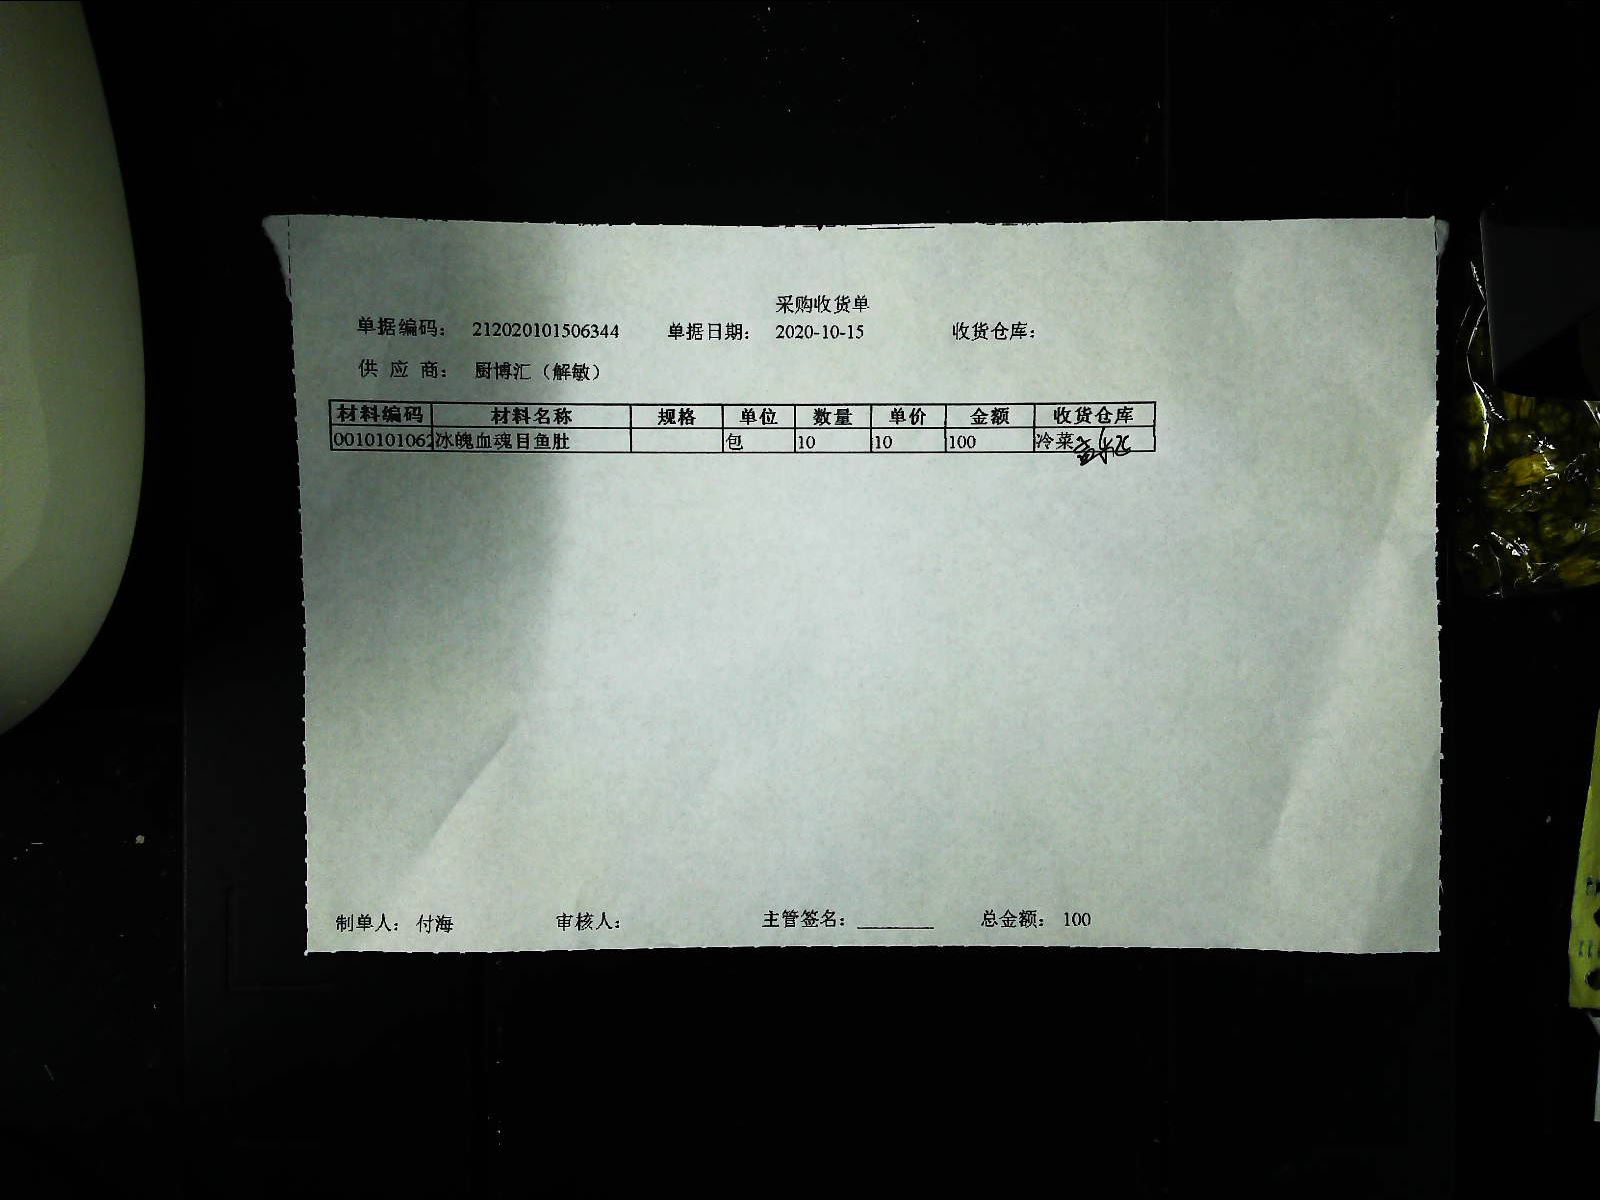 采购收货单
单据编码： 212020101506344 单据日期： 2020-10-15 收货仓库：
供 应 商： 厨博汇（解敏）
材料编码 材料名称 规格 单位 数量 单价 金额 收货仓库
0010101062 冰魄血魂目鱼肚 包 10 10 100 冷菜
制单人： 付海 审核人： 主管签名： 总金额： 100